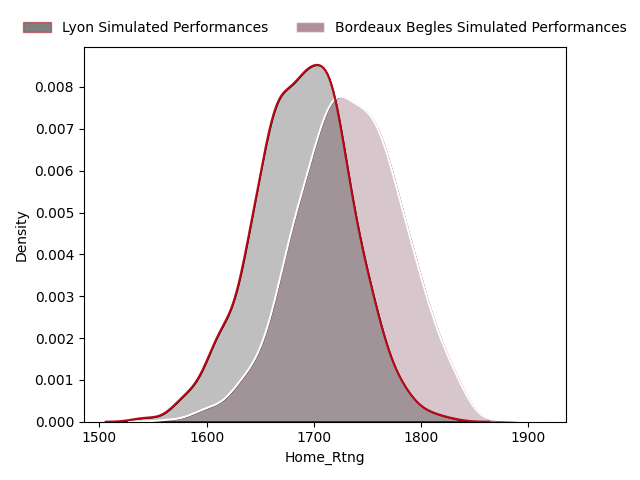 Lyon Simulated Performances
Bordeaux Begles Simulated Performances
0.008
0.007
0.006
0.005
0.004
0.003
0.002
0.001
0.000
Density
1500 1600 1700 1800 1900
Home_Rtng